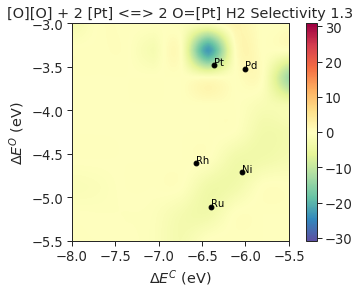 [O][O] + 2 [Pt] <=> 2 O=[Pt] H2 Selectivity 1.3
−3.0
−3.5
−4.0
−4.5
−5.0
−5.5
ΔE^O (eV)
Pt
Pd
Rh
Ni
Ru
−8.0 −7.5 −7.0 −6.5 −6.0 −5.5
ΔE^C (eV)
30
20
10
0
−10
−20
−30